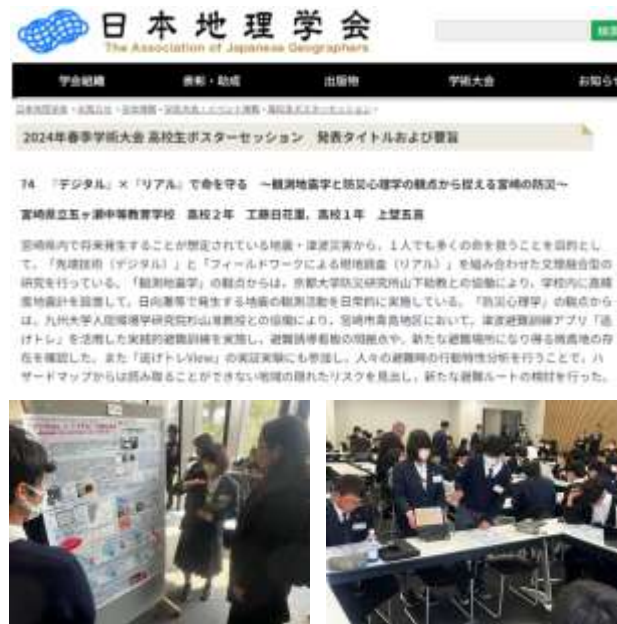 日本地理学会
The Association of Japanese Geographers
検索
学会組織 表彰・助成 出版物 学術大会 お知らせ
2024年春季学術大会 高校生ポスターセッション 発表タイトルおよび要旨
74 『デジタル』×『リアル』で命を守る ～観測地震学と防災心理学の観点から捉える宮崎の防災～
宮崎県立五ヶ瀬中等教育学校 高校2年 工藤日花里、高校1年 上埜五喜
宮崎県内で将来発生することが想定されている地震・津波災害から、1人でも多くの命を救うことを目的とし
て、「先端技術（デジタル）」と「フィールドワークによる現地調査（リアル）」を組み合わせた文理融合型の
研究を行っている。「観測地震学」の観点からは、京都大学防災研究所山下助教との協働により、学校内に高精
度地震計を設置して、日向灘等で発生する地震の観測活動を日常的に実施している。「防災心理学」の観点から
は、九州大学人間環境学研究院杉山准教授との協働により、宮崎市青島地区において、津波避難訓練アプリ「逃
げトレ」を活用した実践的避難訓練を実施し、避難誘導看板の問題点や、新たな避難場所になり得る微高地の存
在を確認した。また「逃げトレView」の実証実験にも参加し、人々の避難時の行動特性分析を行うことで、ハ
ザードマップからは読み取ることができない地域の隠れたリスクを見出し、新たな避難ルートの検討を行った。